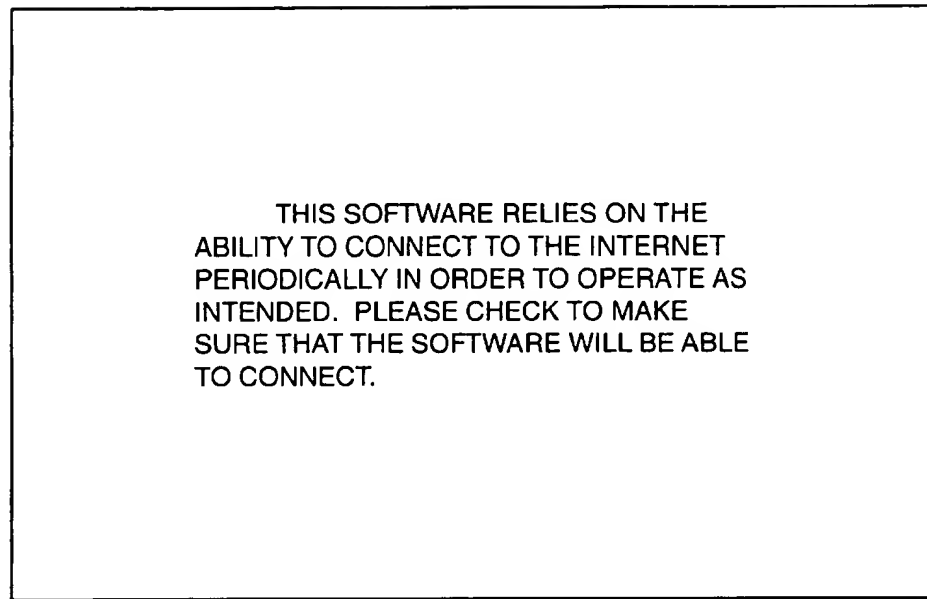 THIS SOFTWARE RELIES ON THE
ABILITY TO CONNECT TO THE INTERNET
PERIODICALLY IN ORDER TO OPERATE AS
INTENDED.  PLEASE CHECK TO MAKE
SURE THAT THE SOFTWARE WILL BE ABLE
TO CONNECT.